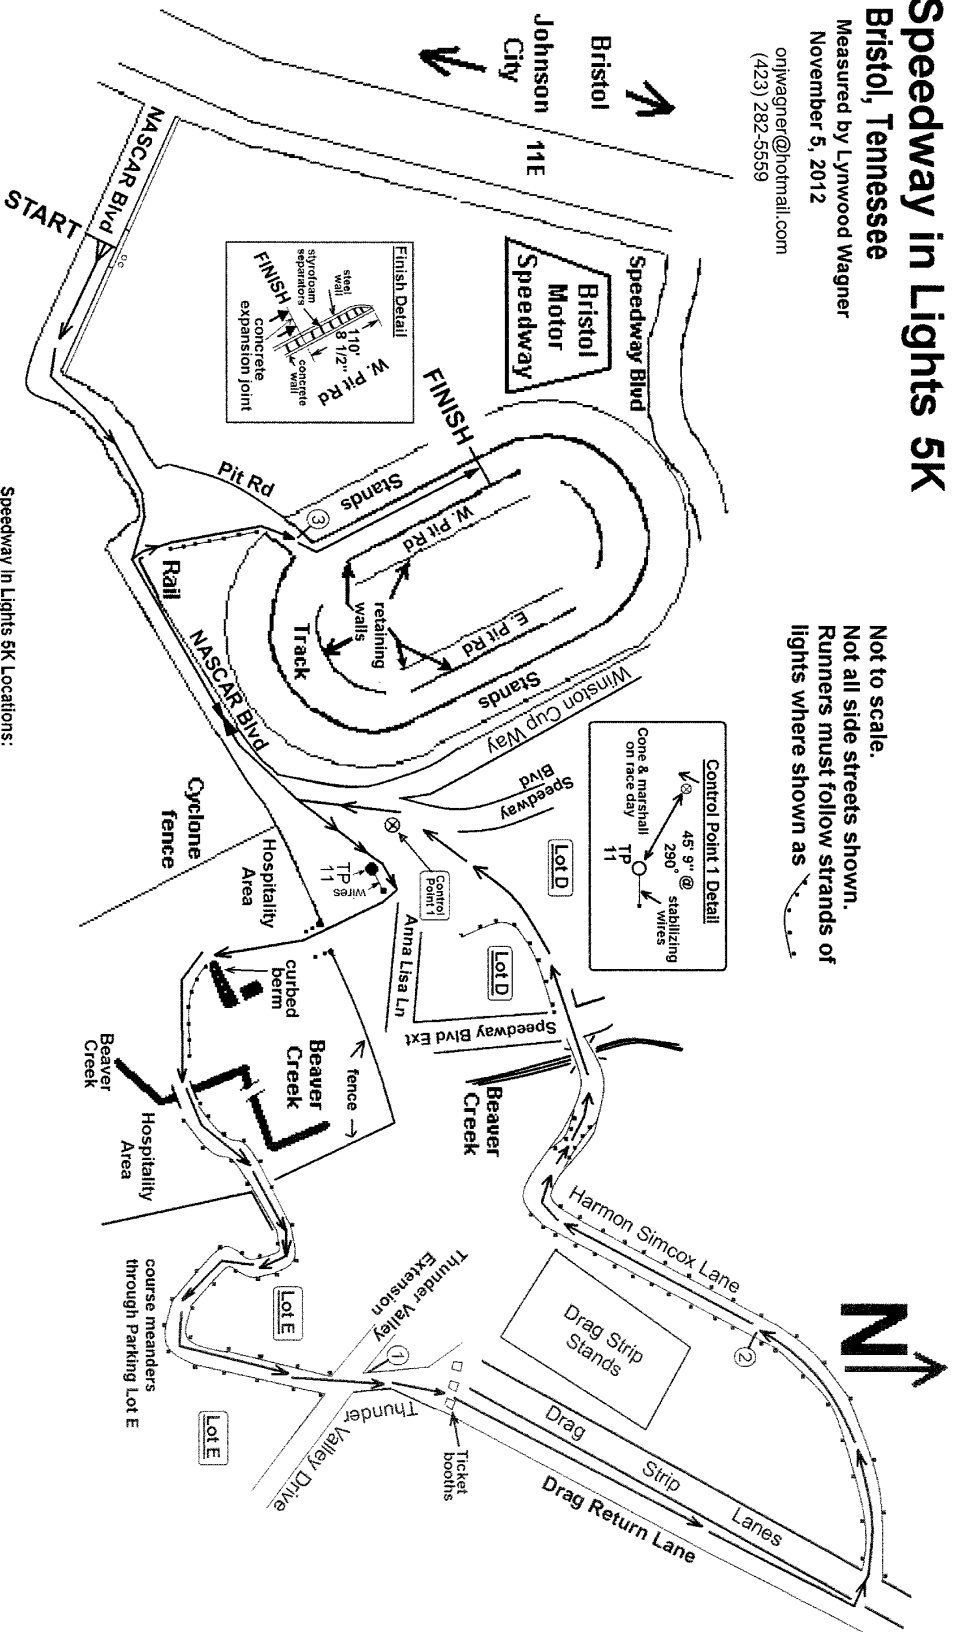 Speedway in Lights 5K
Bristol, Tennessee
Measured by Lynwood Wagner
November 5, 2012
onjwagner@hotmail.com
(423) 282-5559
Not to scale.
Not all side streets shown.
Runners must follow strands of
lights where shown as
N
Bristol
Johnson
City
11E
Speedway Blvd
Bristol
Motor
Speedway
NASCAR Blvd
START
Finish Detail
steel
wall
styrofoam
separators
FINISH
110'
8 1/2"
W. Pit Rd
concrete
wall
concrete
expansion joint
FINISH
Stands
Pit Rd
3
W. Pit Rd
retaining
walls
E. Pit Rd
Track
Stands
Winston Cup Way
Rail
NASCAR Blvd
Cyclone
fence
Control Point 1 Detail
45' 9" @
290°
TP
11
stabilizing
wires
Cone & marshall
on race day
Speedway
Blvd
Lot D
Control
Point 1
TP
11
wires
Hospitality
Area
Anna Lisa Ln
Lot D
Speedway Blvd Ext
curbed
berm
Beaver
Creek
fence
Beaver
Creek
Beaver
Creek
Hospitality
Area
Harmon Simcox Lane
2
Drag Strip
Stands
Thunder Valley
Extension
1
Lot E
course meanders
through Parking Lot E
Lot E
Thunder Valley Drive
Ticket
booths
Drag Strip Lanes
Drag Return Lane
Speedway In Lights 5K Locations: